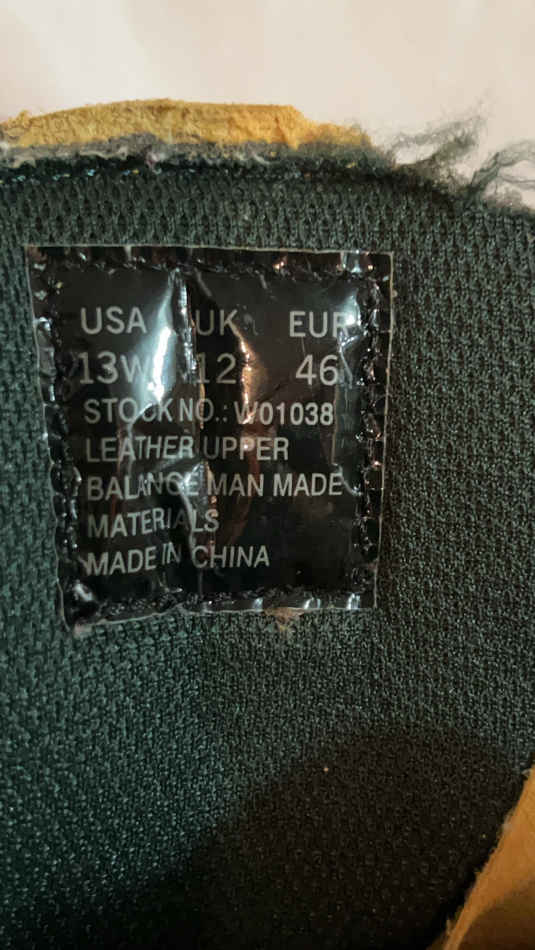 USA UK EUR
13W 12 46
STOCK NO.: W01038
LEATHER UPPER
BALANCE MAN MADE
MATERIALS
MADE IN CHINA